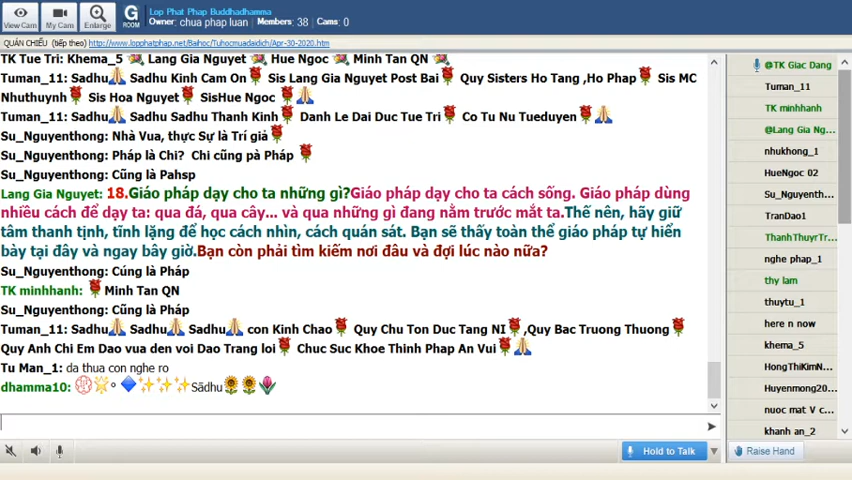 Lop Phat Phap Buddhadhamma
Owner: chua phap luan Members: 38 Cams: 0
View Cam
My Cam
Enlarge
G
ROOM
QUÁN CHIẾU (tiếp theo) http://www.lopphatphap.net/Baihoc/Tuhocmuadaidich/Apr-30-2020.htm
TK Tue Tri: Khema_5 Lang Gia Nguyet Hue Ngoc Minh Tan QN
Tuman_11: Sadhu Sadhu Kinh Cam On Sis Lang Gia Nguyet Post Bai Quy Sisters Ho Tang ,Ho Phap Sis MC
Nhuthuynh Sis Hoa Nguyet SisHue Ngoc
Tuman_11: Sadhu Sadhu Sadhu Thanh Kinh Danh Le Dai Duc Tue Tri Co Tu Nu Tueduyen
Su_Nguyenthong: Nhà Vua, thực Sự là Trí giả
Su_Nguyenthong: Pháp là Chi? Chi cũng pà Pháp
Su_Nguyenthong: Cũng là Pahsp
Lang Gia Nguyet: 18.Giáo pháp dạy cho ta những gì?Giáo pháp dạy cho ta cách sống. Giáo pháp dùng
nhiều cách để dạy ta: qua đá, qua cây... và qua những gì đang nằm trước mắt ta.Thế nên, hãy giữ
tâm thanh tịnh, tĩnh lặng để học cách nhìn, cách quán sát. Bạn sẽ thấy toàn thể giáo pháp tự hiển
bày tại đây và ngay bây giờ.Bạn còn phải tìm kiếm nơi đâu và đợi lúc nào nữa?
Su_Nguyenthong: Cúng là Pháp
TK minhhanh: Minh Tan QN
Su_Nguyenthong: Cũng là Pháp
Tuman_11: Sadhu Sadhu Sadhu con Kinh Chao Quy Chu Ton Duc Tang NI ,Quy Bac Truong Thuong
Quy Anh Chi Em Dao vua den voi Dao Trang loi Chuc Suc Khoe Thinh Phap An Vui
Tu Man_1: da thua con nghe ro
dhamma10: Sādhu
@TK Giac Dang
Tuman_11
TK minhhanh
@Lang Gia Ng...
nhukhong_1
HueNgoc 02
Su_Nguyenth...
TranDao1
ThanhThuyrTr...
nghe phap_1
thy lam
thuytu_1
here n now
khema_5
HongThiKimN...
Huyenmong20...
nuoc mat V c...
khanh an_2
Hold to Talk
Raise Hand